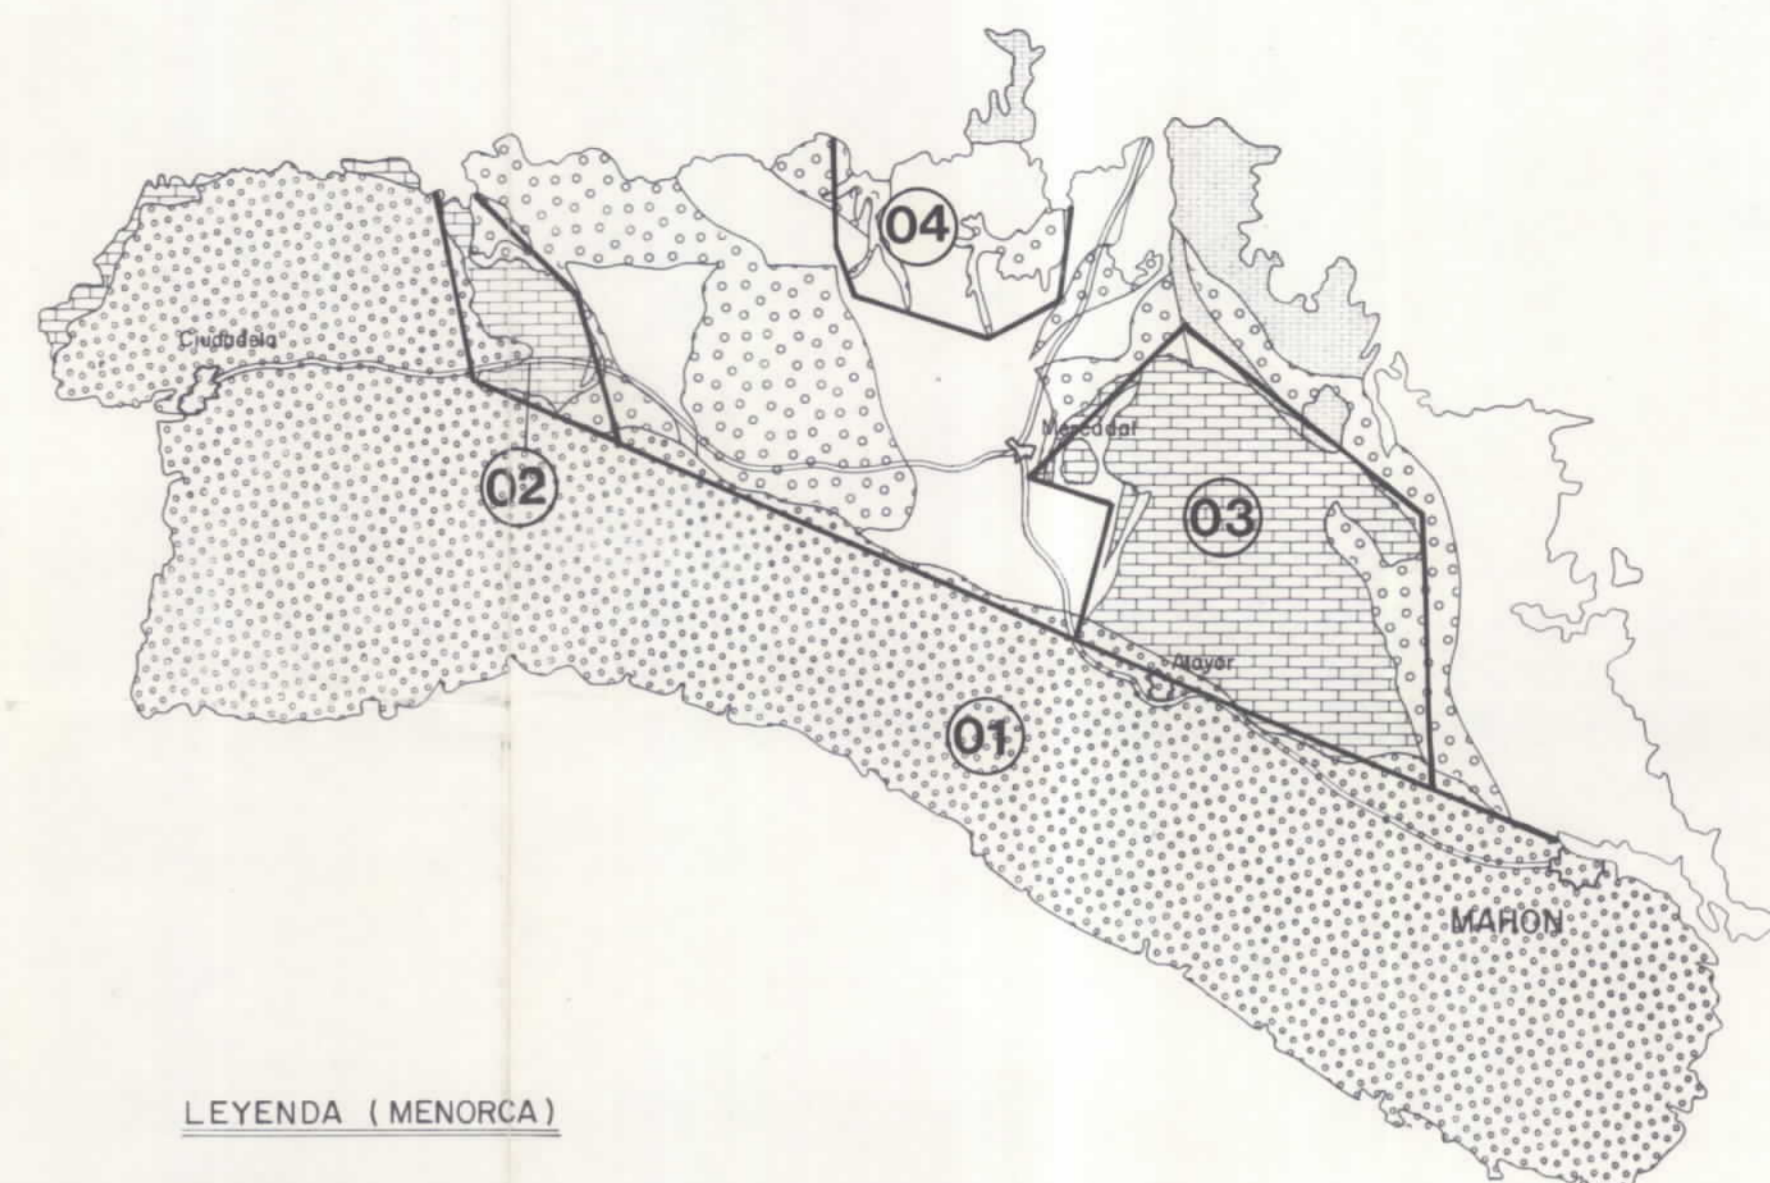 04
Ciudadela
Mercadal
02
03
Alayor
01
MAHON
LEYENDA (MENORCA)